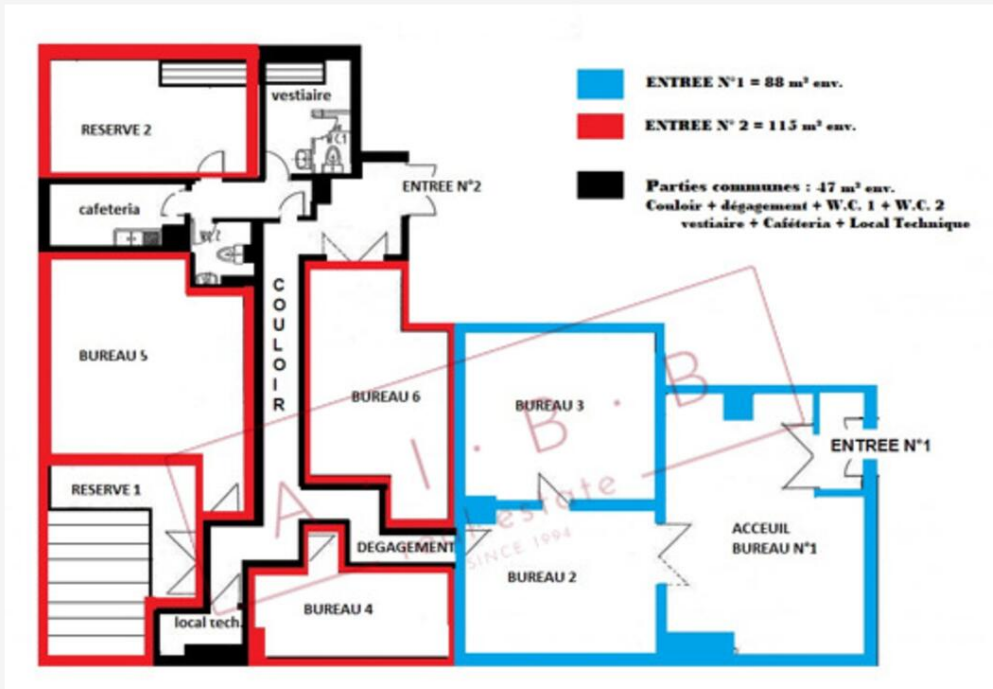 ENTREE N°1 = 88 m² env.
ENTREE N° 2 = 115 m² env.
Parties communes : 47 m² env.
Couloir + dégagement + W.C. 1 + W.C. 2
vestiaire + Caféteria + Local Technique
vestiaire
RESERVE 2
WC1
ENTREE N°2
cafeteria
COULOIR
BUREAU 5
BUREAU 6
BUREAU 3
ENTREE N°1
RESERVE 1
ACCEUIL
BUREAU N°1
DEGAGEMENT
BUREAU 2
BUREAU 4
local tech.
A I · B · B
real estate
SINCE 1994